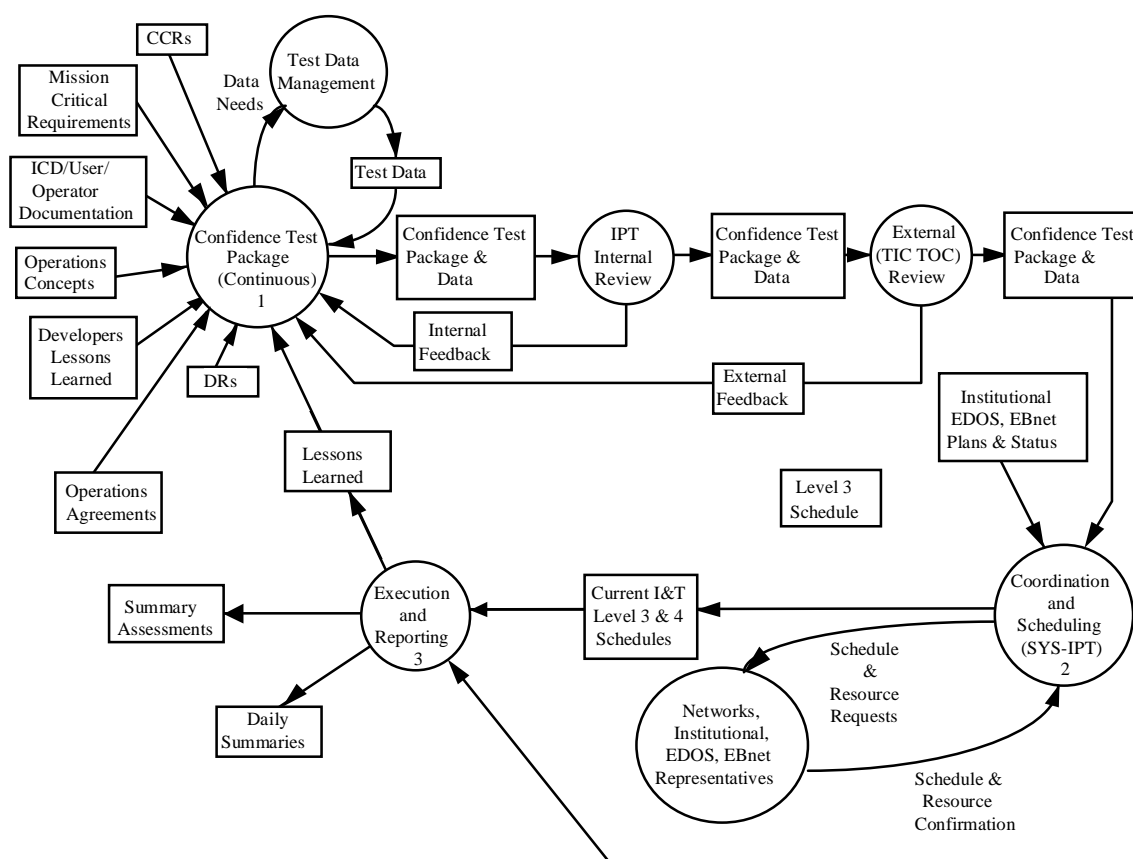 CCRs
Test Data
Management
Mission
Critical
Requirements
Data
Needs
ICD/User/
Operator
Documentation
Test Data
Confidence Test
Package
(Continuous)
1
Confidence Test
Package &
Data
IPT
Internal
Review
Confidence Test
Package &
Data
External
(TIC TOC)
Review
Confidence Test
Package &
Data
Operations
Concepts
Developers
Lessons
Learned
DRs
Internal
Feedback
External
Feedback
Institutional
EDOS, EBnet
Plans & Status
Operations
Agreements
Lessons
Learned
Level 3
Schedule
Summary
Assessments
Execution
and
Reporting
3
Current I&T
Level 3 & 4
Schedules
Coordination
and
Scheduling
(SYS-IPT)
2
Schedule
&
Resource
Requests
Daily
Summaries
Networks,
Institutional,
EDOS, EBnet
Representatives
Schedule &
Resource
Confirmation